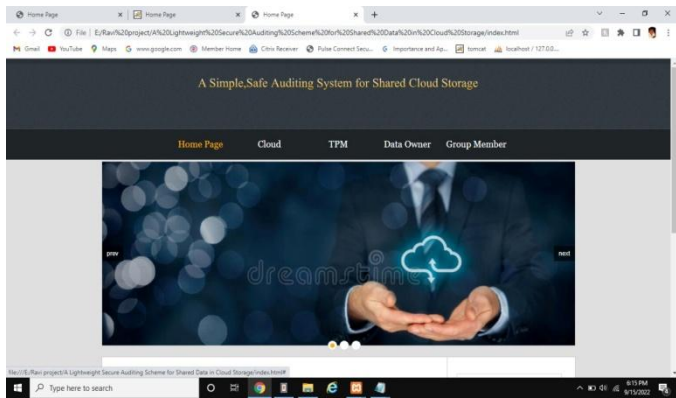 Home Page
Home Page
Home Page
File | E:/Ravi%20project/A%20Lightweight%20Secure%20Auditing%20Scheme%20for%20Shared%20Data%20in%20Cloud%20Storage/index.html
Gmail YouTube Maps www.google.com Member Home Citrix Receiver Pulse Connect Secu... Importance and Ap... tomcat localhost / 127.0.0...
A Simple,Safe Auditing System for Shared Cloud Storage
Home Page Cloud TPM Data Owner Group Member
prev
next
dreamstime
file:///E:/Ravi project/A Lightweight Secure Auditing Scheme for Shared Data in Cloud Storage/index.html#
Type here to search
6:15 PM
9/15/2022